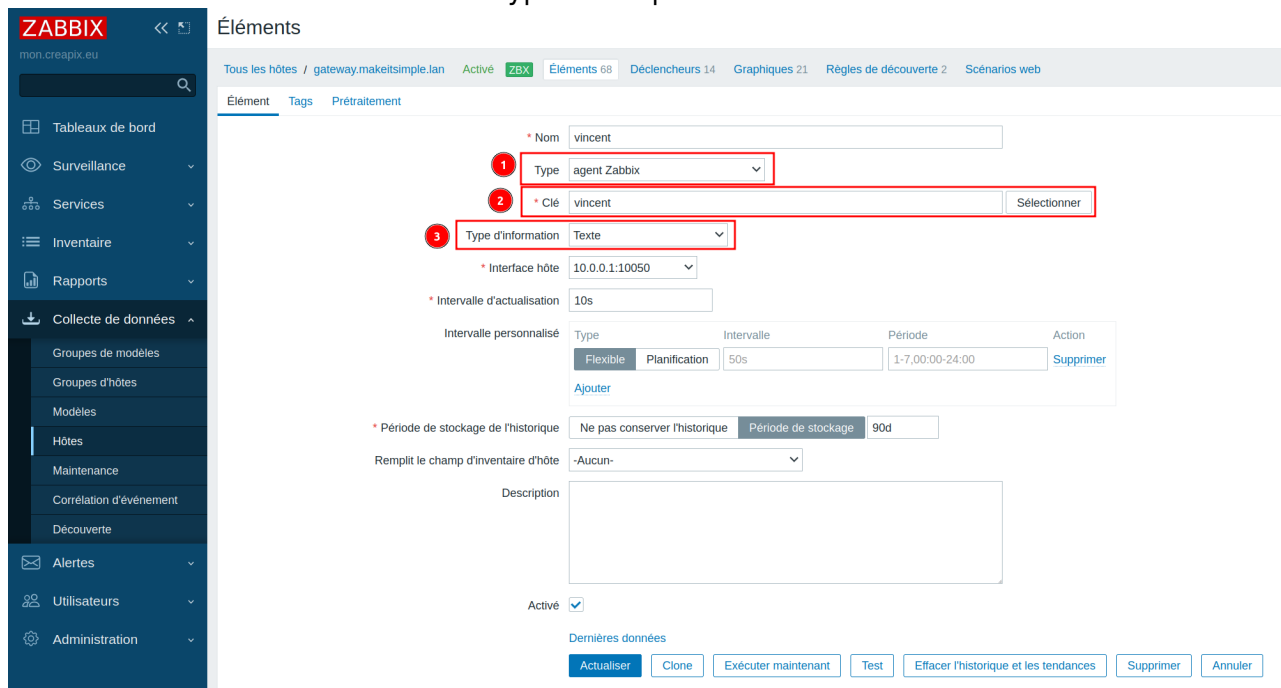 ZABBIX
mon.creapix.eu
Tableaux de bord
Surveillance
Services
Inventaire
Rapports
Collecte de données
Groupes de modèles
Groupes d'hôtes
Modèles
Hôtes
Maintenance
Corrélation d'événement
Découverte
Alertes
Utilisateurs
Administration
Éléments
Tous les hôtes / gateway.makeitsimple.lan Activé ZBX Éléments 68 Déclencheurs 14 Graphiques 21 Règles de découverte 2 Scénarios web
Élément Tags Prétraitement
* Nom vincent
1 Type agent Zabbix
2 * Clé vincent Sélectionner
3 Type d'information Texte
* Interface hôte 10.0.0.1:10050
* Intervalle d'actualisation 10s
Intervalle personnalisé Type Intervalle Période Action
Flexible Planification 50s 1-7,00:00-24:00 Supprimer
Ajouter
* Période de stockage de l'historique Ne pas conserver l'historique Période de stockage 90d
Remplit le champ d'inventaire d'hôte -Aucun-
Description
Activé
Dernières données
Actualiser Clone Exécuter maintenant Test Effacer l'historique et les tendances Supprimer Annuler